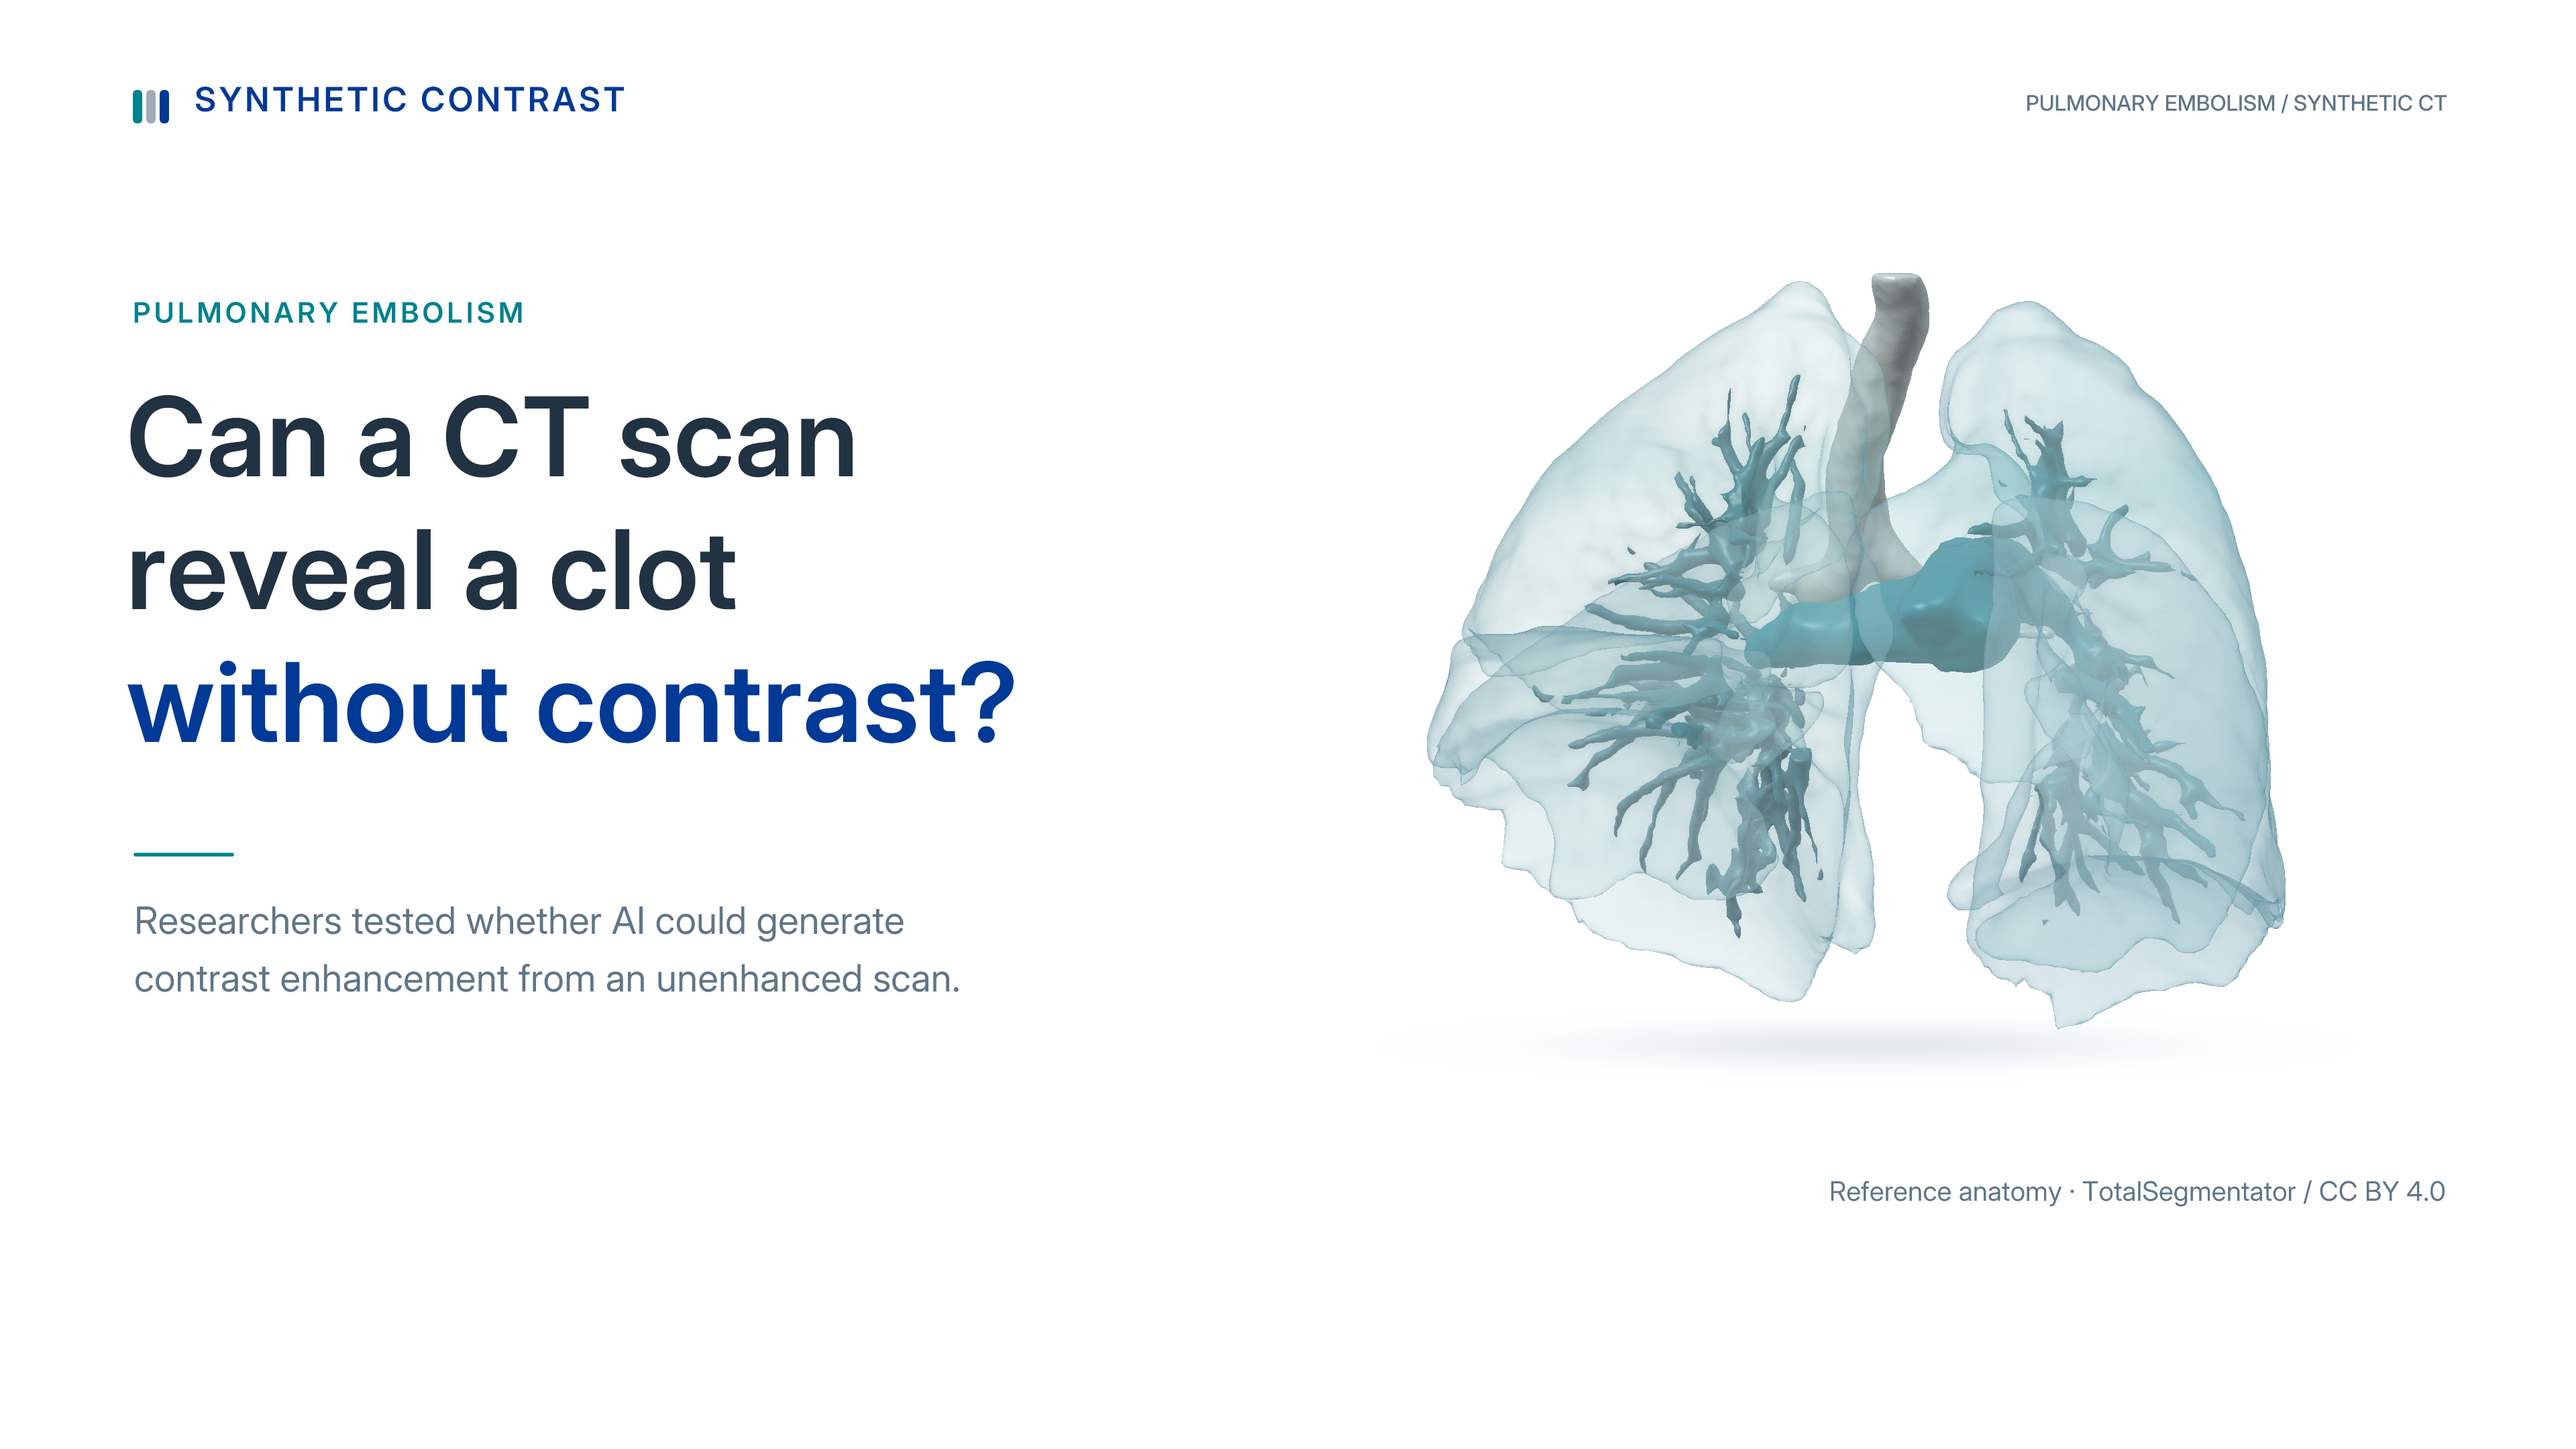 SYNTHETIC CONTRAST
PULMONARY EMBOLISM / SYNTHETIC CT
PULMONARY EMBOLISM
Can a CT scan
reveal a clot
without contrast?
Researchers tested whether AI could generate
contrast enhancement from an unenhanced scan.
Reference anatomy · TotalSegmentator / CC BY 4.0